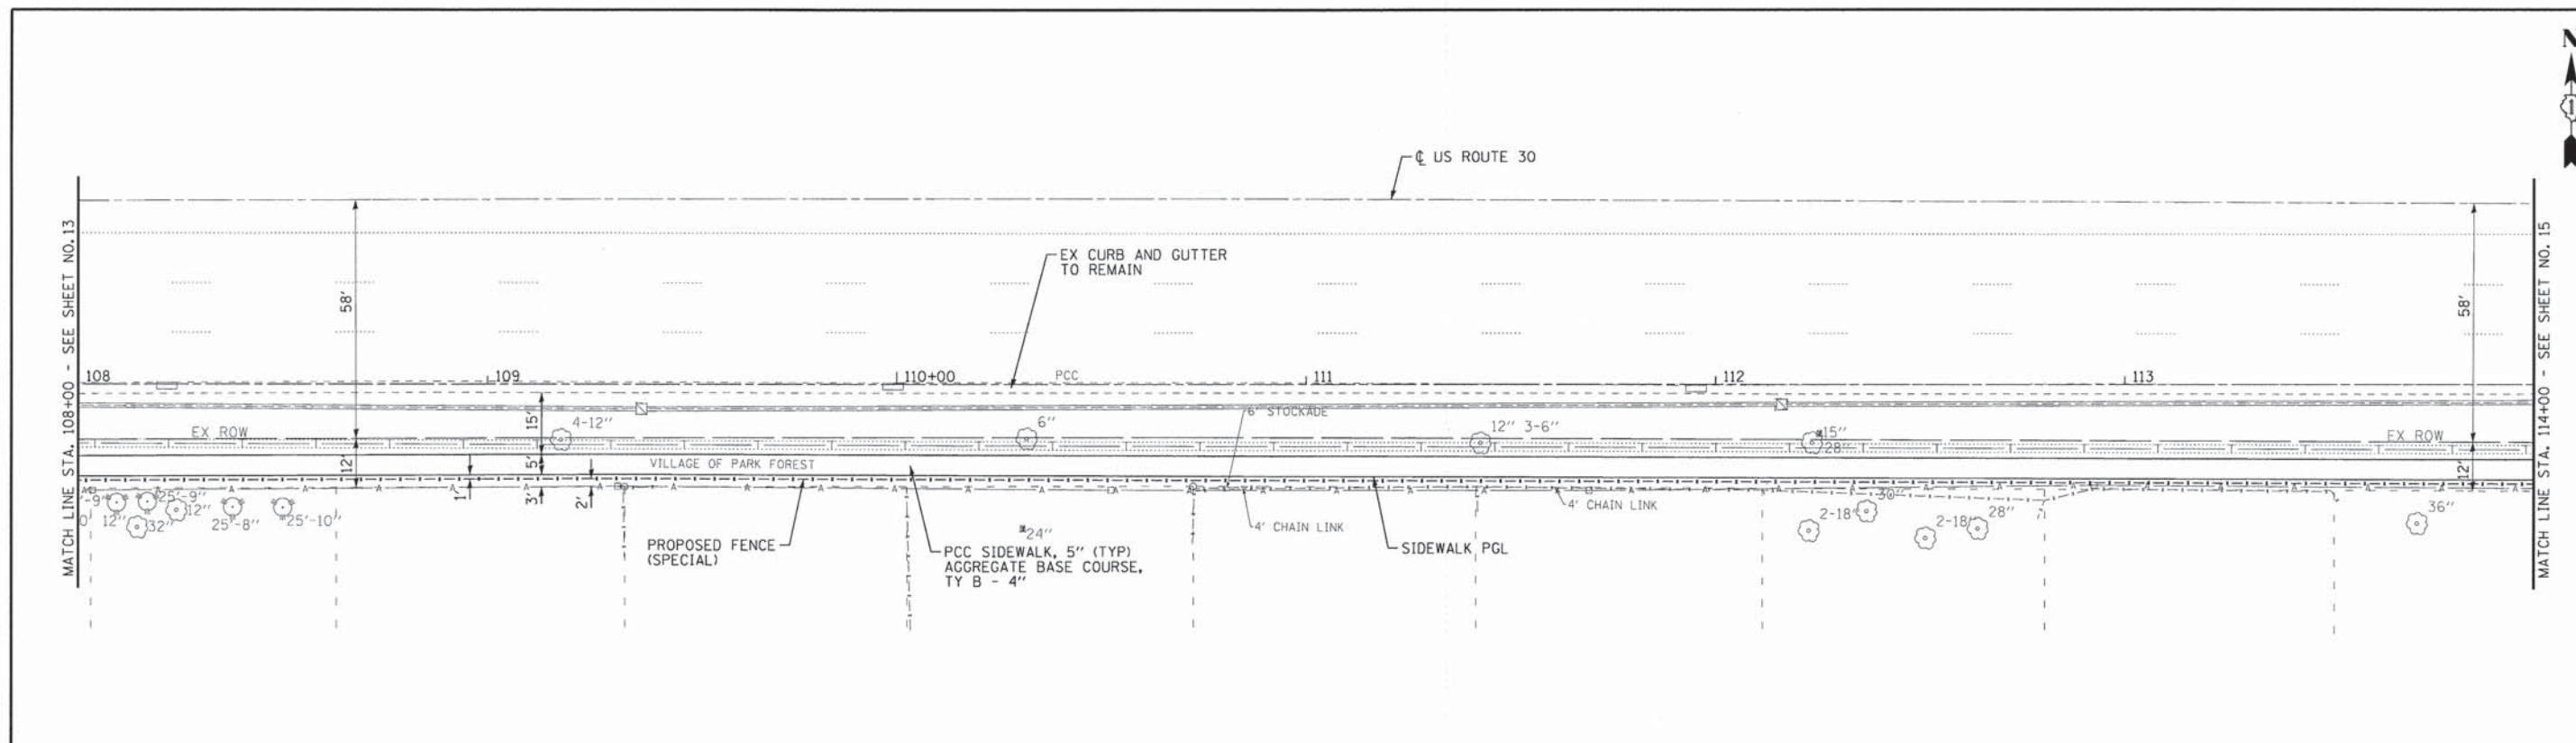 N
℄ US ROUTE 30
MATCH LINE STA. 108+00 - SEE SHEET NO.13
MATCH LINE STA. 114+00 - SEE SHEET NO. 15
EX CURB AND GUTTER
TO REMAIN
58'
58'
108
109
110+00
PCC
111
112
113
15'
4-12"
6"
6' STOCKADE
12" 3-6"
15"
28"
EX ROW
EX ROW
12'
5'
VILLAGE OF PARK FOREST
12'
1'
3'
2'
25'-9"
12"
12"
32"
25'-8"
25'-10'
4' CHAIN LINK
30"
2-18"
2-18"
28"
36"
24"
4' CHAIN LINK
PROPOSED FENCE
(SPECIAL)
PCC SIDEWALK, 5" (TYP)
AGGREGATE BASE COURSE,
TY B - 4"
SIDEWALK PGL